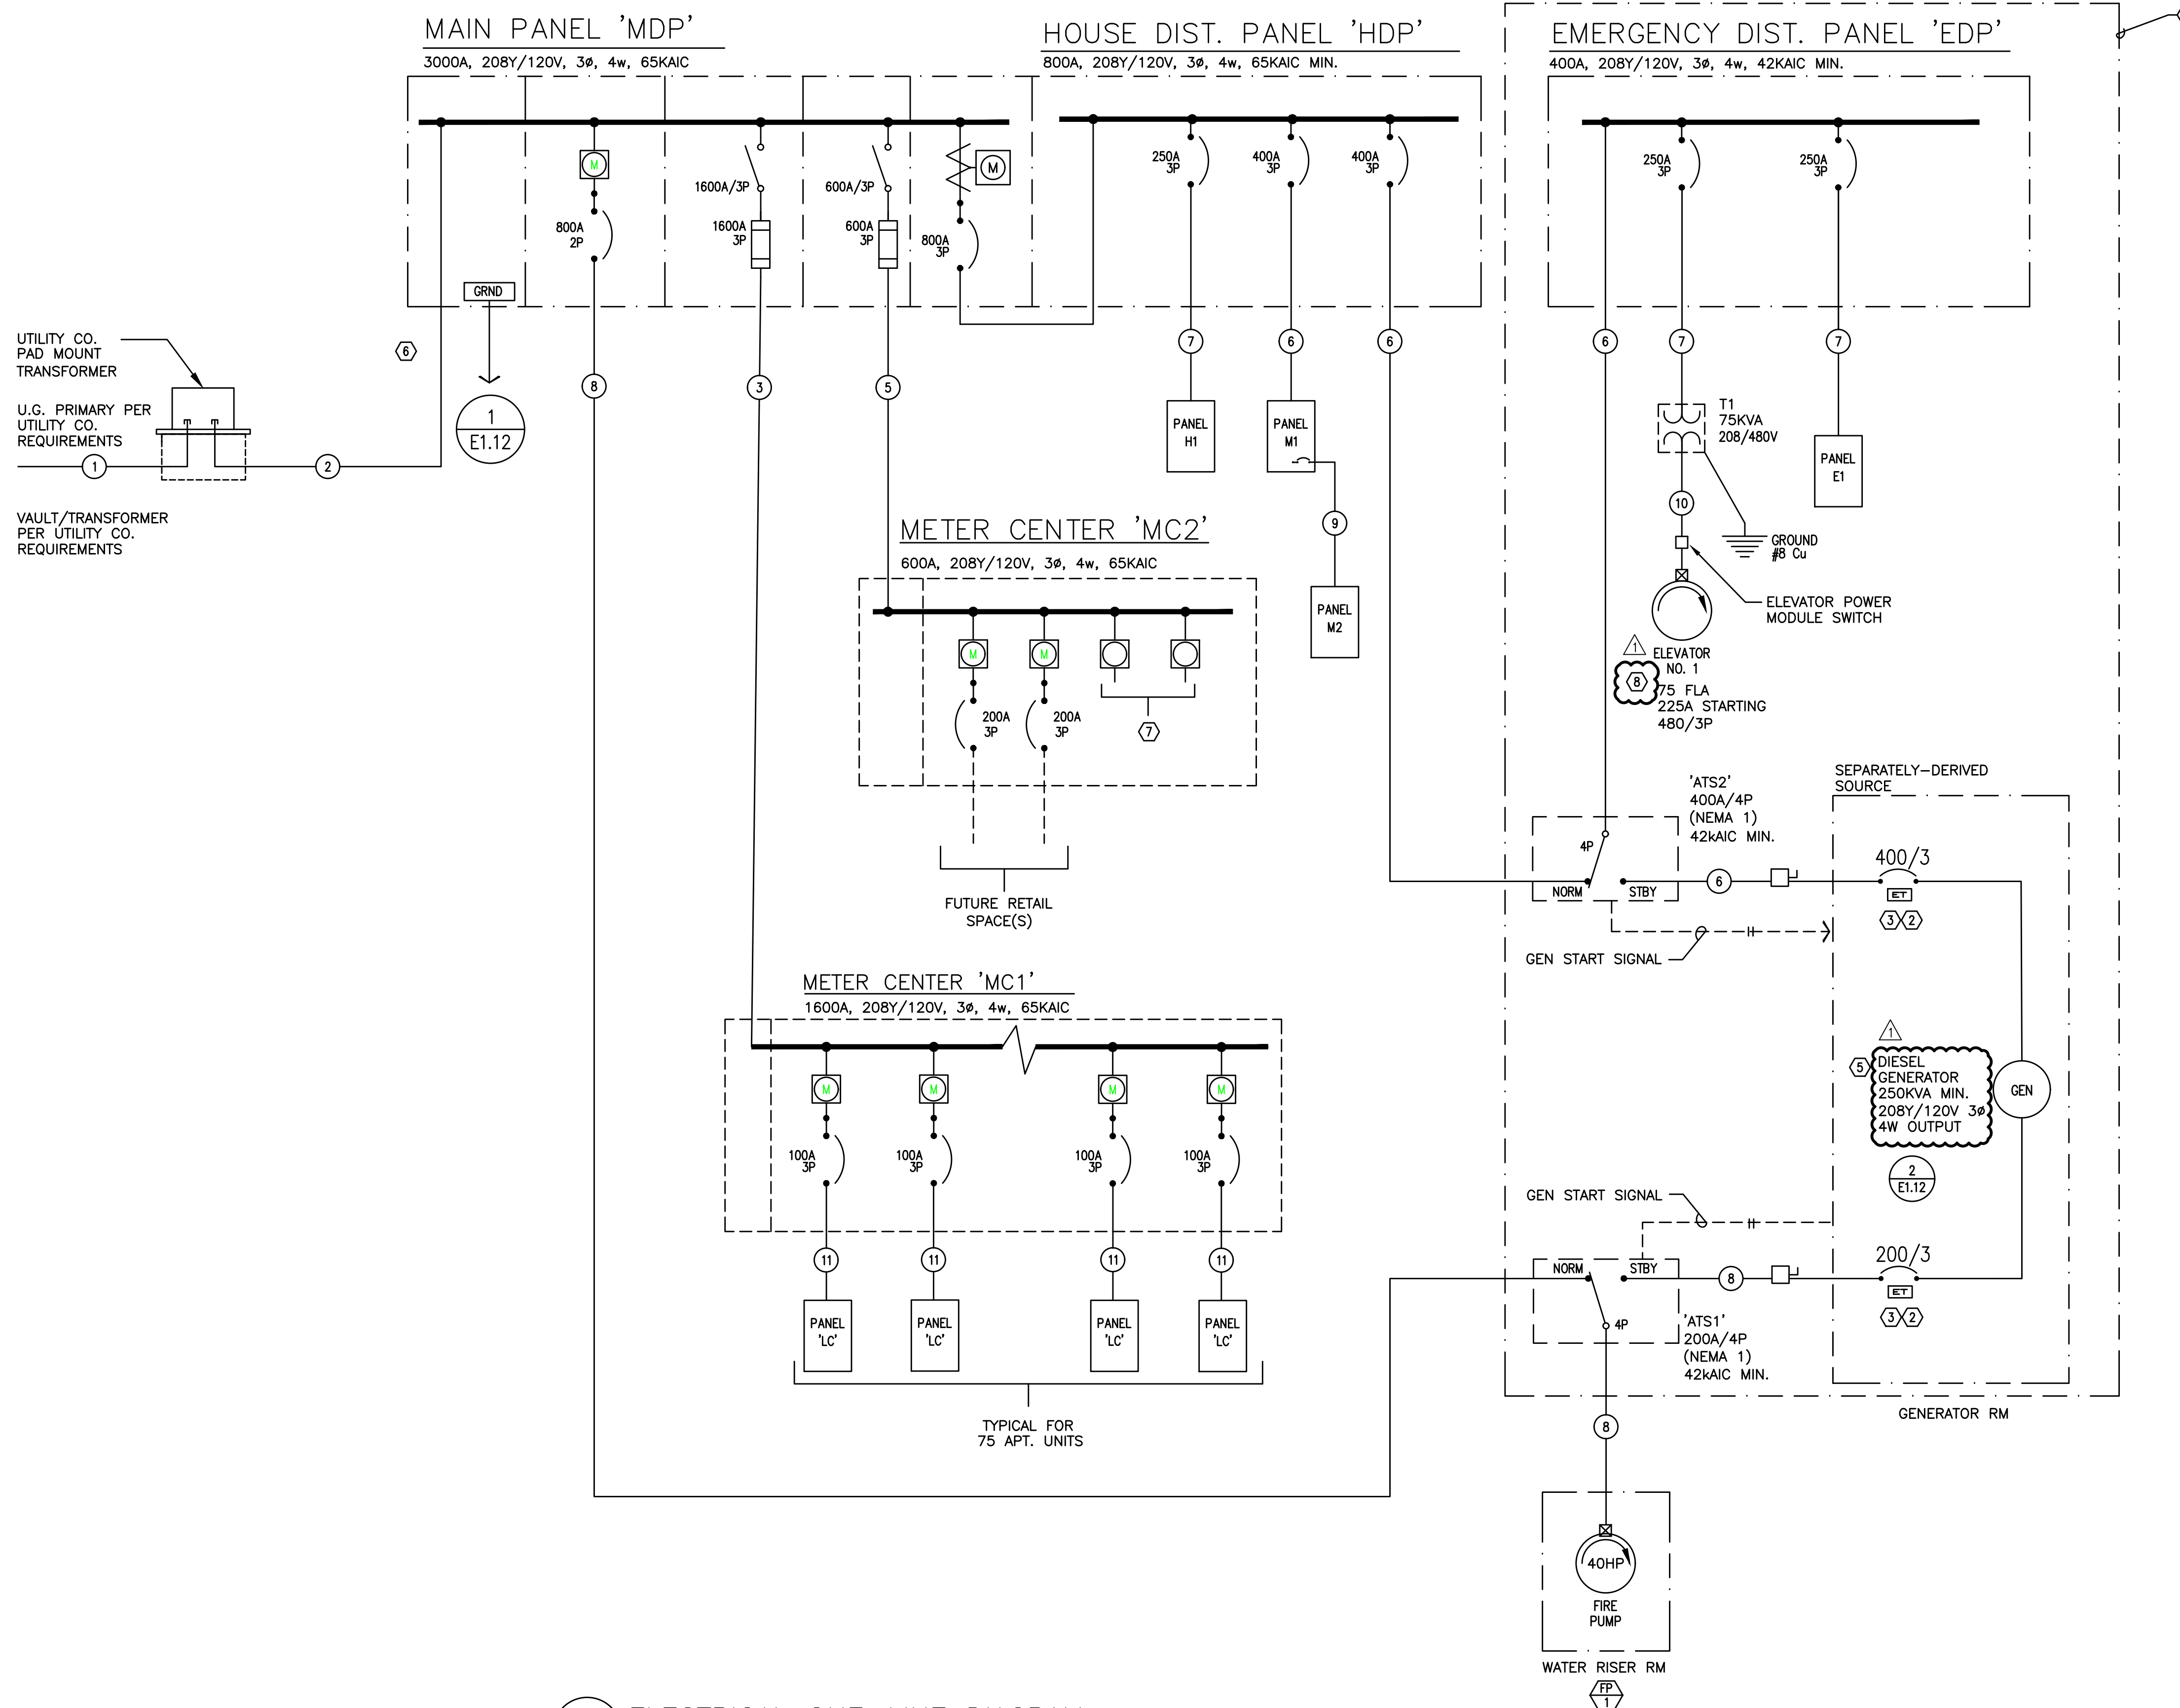 MAIN PANEL 'MDP'
3000A, 208Y/120V, 3ø, 4w, 65KAIC
HOUSE DIST. PANEL 'HDP'
800A, 208Y/120V, 3ø, 4w, 65KAIC MIN.
EMERGENCY DIST. PANEL 'EDP'
400A, 208Y/120V, 3ø, 4w, 42KAIC MIN.
M
800A
2P
1600A/3P
1600A
3P
600A/3P
600A
3P
M
800A
3P
250A
3P
400A
3P
400A
3P
250A
3P
250A
3P
GRND
UTILITY CO.
PAD MOUNT
TRANSFORMER
U.G. PRIMARY PER
UTILITY CO.
REQUIREMENTS
1
2
VAULT/TRANSFORMER
PER UTILITY CO.
REQUIREMENTS
6
1
E1.12
8
3
5
7
6
6
6
7
7
PANEL
H1
PANEL
M1
9
PANEL
M2
T1
75KVA
208/480V
PANEL
E1
10
GROUND
#8 Cu
ELEVATOR POWER
MODULE SWITCH
1
ELEVATOR
NO. 1
8
75 FLA
225A STARTING
480/3P
METER CENTER 'MC2'
600A, 208Y/120V, 3ø, 4w, 65KAIC
M
M
200A
3P
200A
3P
7
FUTURE RETAIL
SPACE(S)
'ATS2'
400A/4P
(NEMA 1)
42kAIC MIN.
SEPARATELY-DERIVED
SOURCE
4P
NORM
STBY
6
400/3
ET
3
2
GEN START SIGNAL
METER CENTER 'MC1'
1600A, 208Y/120V, 3ø, 4w, 65KAIC
M
M
M
M
100A
3P
100A
3P
100A
3P
100A
3P
11
11
11
11
PANEL
'LC'
PANEL
'LC'
PANEL
'LC'
PANEL
'LC'
TYPICAL FOR
75 APT. UNITS
1
5
DIESEL
GENERATOR
250KVA MIN.
208Y/120V 3ø
4W OUTPUT
GEN
2
E1.12
GEN START SIGNAL
NORM
STBY
8
200/3
ET
3
2
4P
'ATS1'
200A/4P
(NEMA 1)
42kAIC MIN.
GENERATOR RM
8
40HP
FIRE
PUMP
WATER RISER RM
FP
1